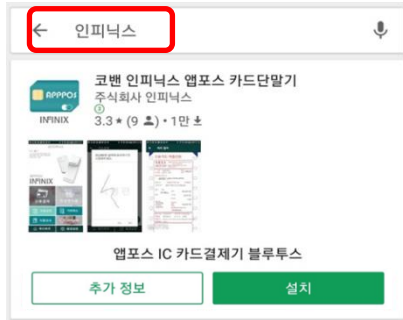 인피닉스
APPPOS
INFINIX
코밴 인피닉스 앱포스 카드단말기
주식회사 인피닉스
3
3.3★ (9 ) • 1만
INFINIX
앱포스 IC 카드결제기 블루투스
추가 정보
설치